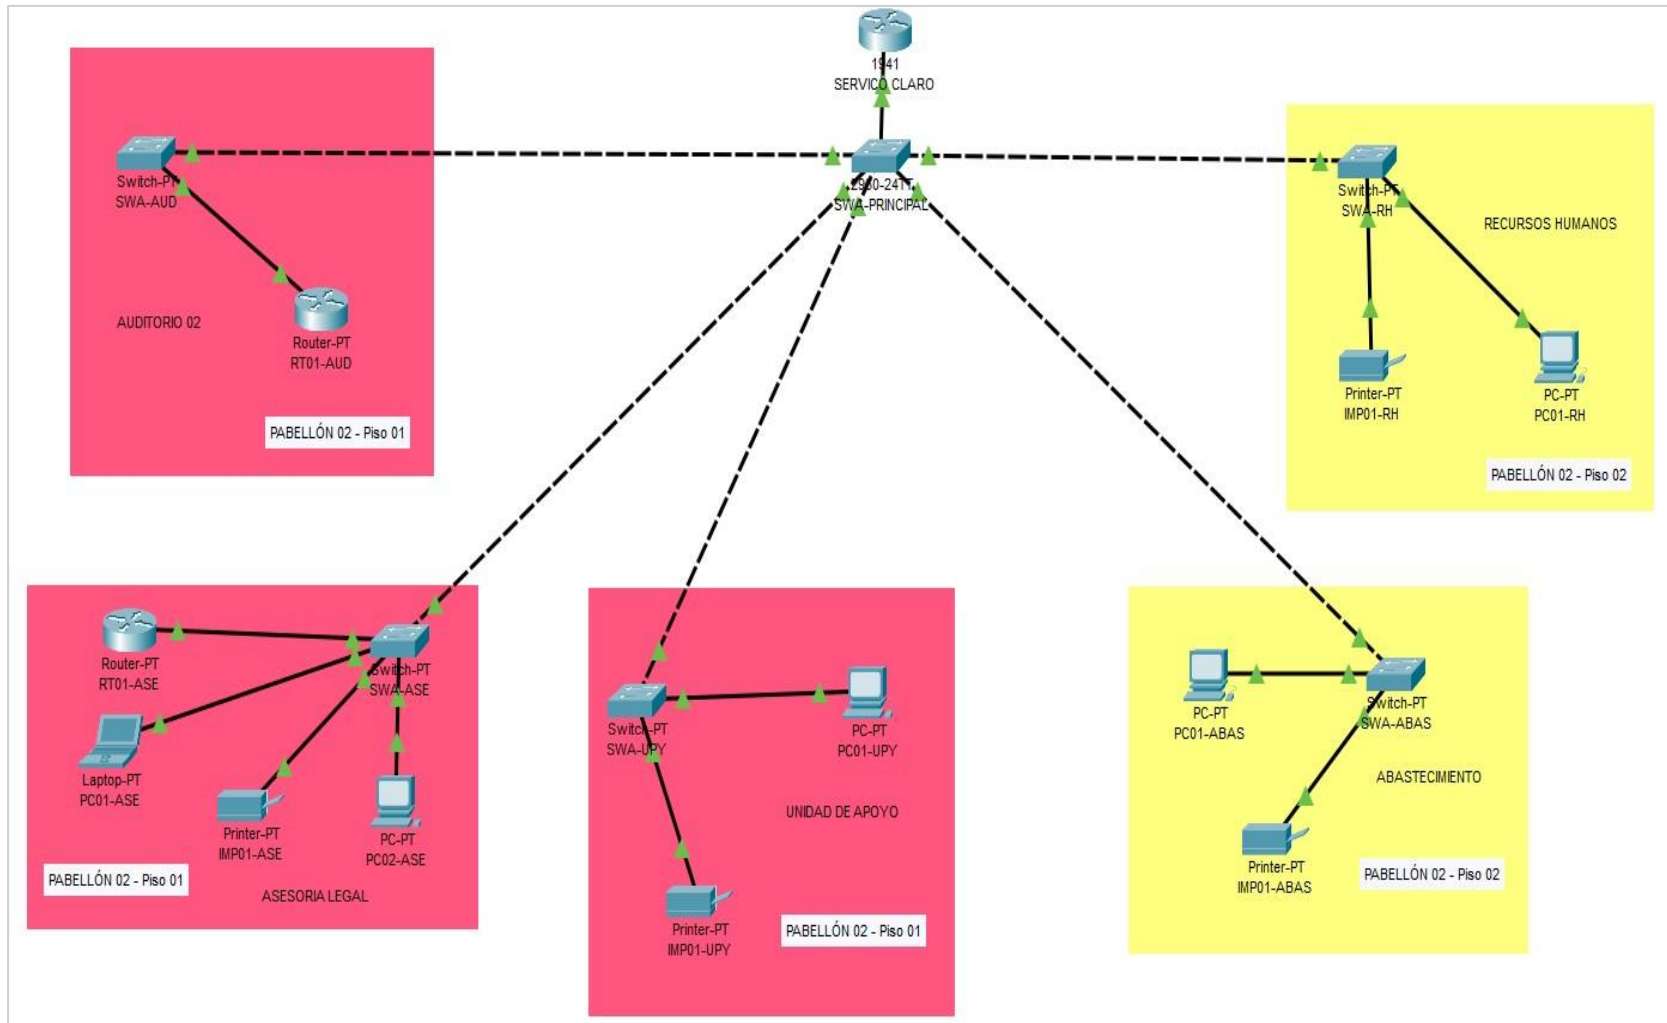 1941
SERVICO CLARO
2960-24TT
SWA-PRINCIPAL
Switch-PT
SWA-AUD
Router-PT
RT01-AUD
AUDITORIO 02
PABELLÓN 02 - Piso 01
Switch-PT
SWA-RH
RECURSOS HUMANOS
Printer-PT
IMP01-RH
PC-PT
PC01-RH
PABELLÓN 02 - Piso 02
Router-PT
RT01-ASE
Switch-PT
SWA-ASE
Laptop-PT
PC01-ASE
Printer-PT
IMP01-ASE
PC-PT
PC02-ASE
PABELLÓN 02 - Piso 01
ASESORIA LEGAL
Switch-PT
SWA-UPY
PC-PT
PC01-UPY
UNIDAD DE APOYO
Printer-PT
IMP01-UPY
PABELLÓN 02 - Piso 01
PC-PT
PC01-ABAS
Switch-PT
SWA-ABAS
ABASTECIMIENTO
Printer-PT
IMP01-ABAS
PABELLÓN 02 - Piso 02